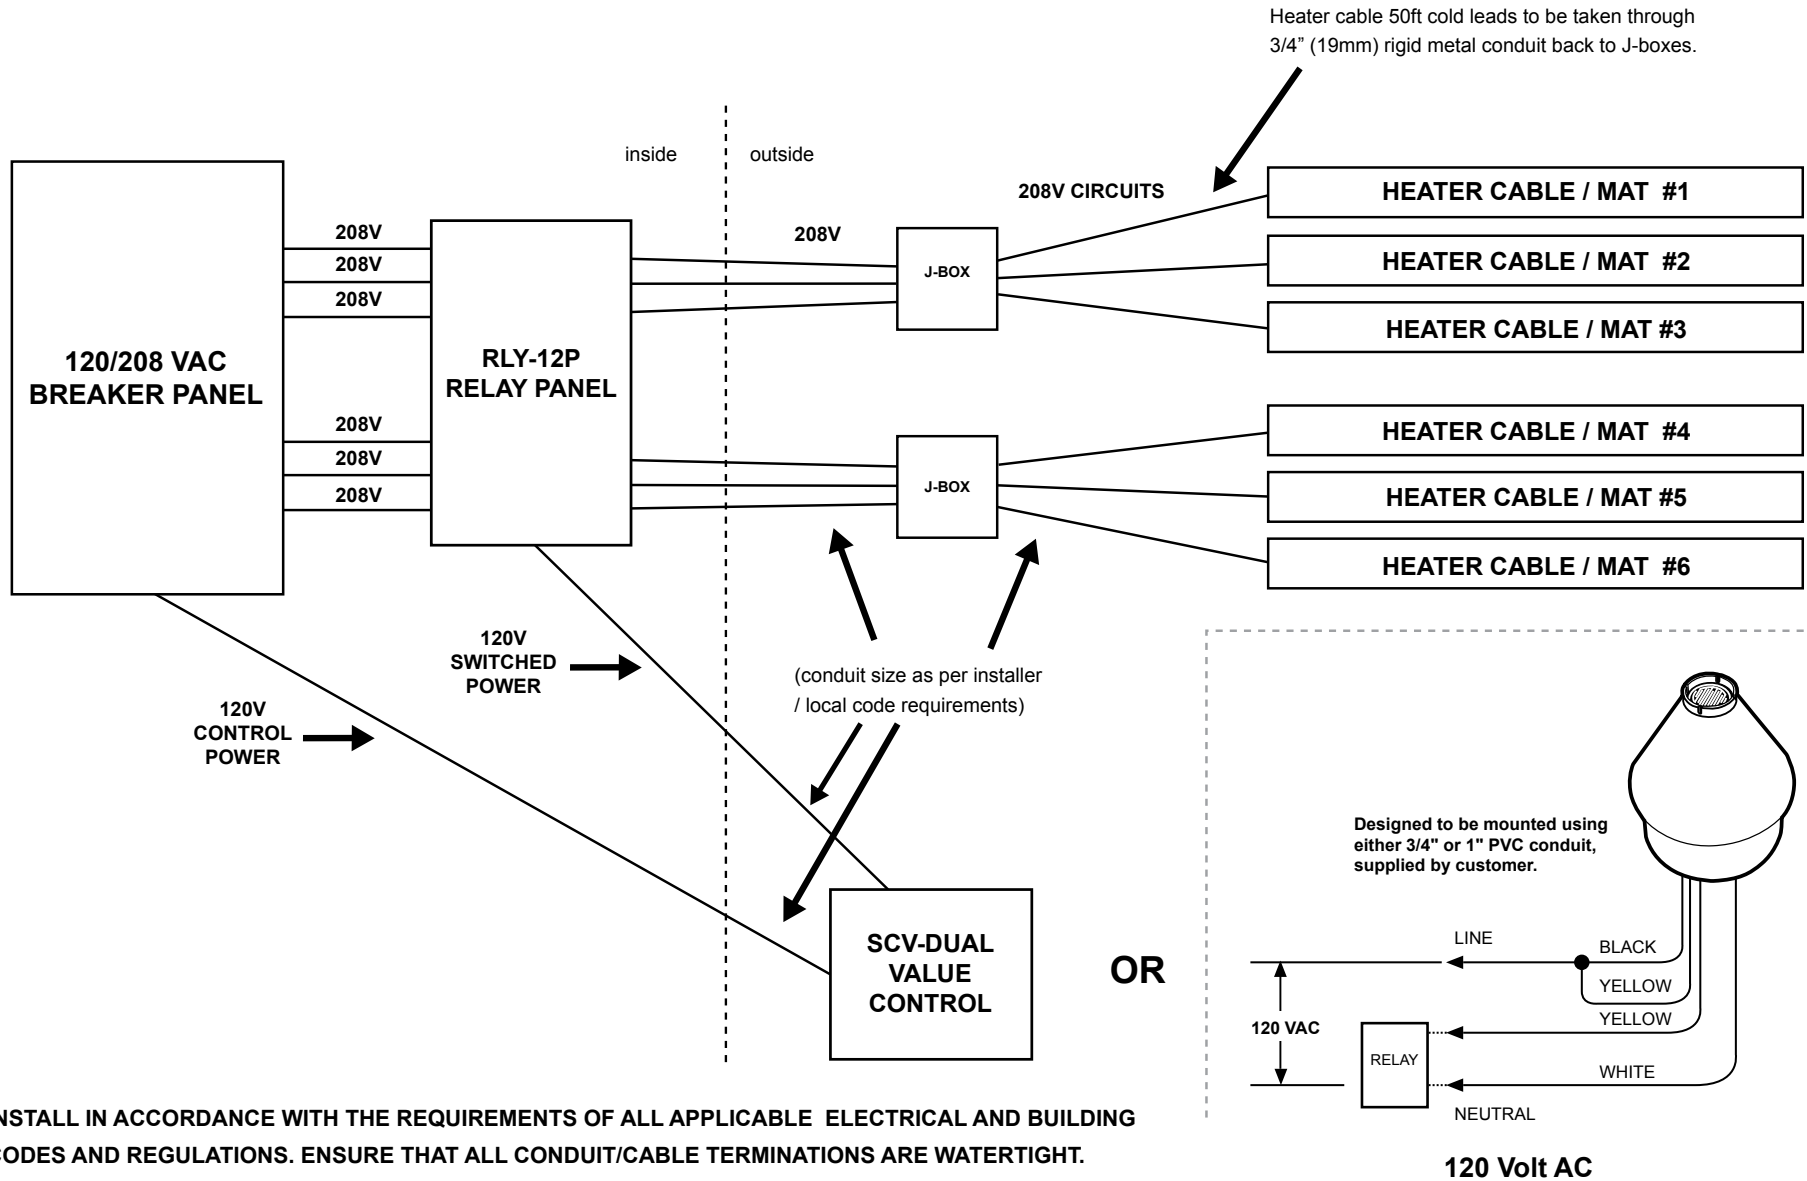 Heater cable 50ft cold leads to be taken through
3/4” (19mm) rigid metal conduit back to J-boxes.
inside
outside
208V CIRCUITS
120/208 VAC
BREAKER PANEL
208V
208V
208V
208V
208V
208V
RLY-12P
RELAY PANEL
208V
J-BOX
J-BOX
HEATER CABLE / MAT #1
HEATER CABLE / MAT #2
HEATER CABLE / MAT #3
HEATER CABLE / MAT #4
HEATER CABLE / MAT #5
HEATER CABLE / MAT #6
120V
SWITCHED
POWER
120V
CONTROL
POWER
(conduit size as per installer
/ local code requirements)
SCV-DUAL
VALUE
CONTROL
OR
Designed to be mounted using
either 3/4" or 1" PVC conduit,
supplied by customer.
LINE
BLACK
YELLOW
YELLOW
120 VAC
RELAY
WHITE
NEUTRAL
120 Volt AC
NSTALL IN ACCORDANCE WITH THE REQUIREMENTS OF ALL APPLICABLE ELECTRICAL AND BUILDING
CODES AND REGULATIONS. ENSURE THAT ALL CONDUIT/CABLE TERMINATIONS ARE WATERTIGHT.